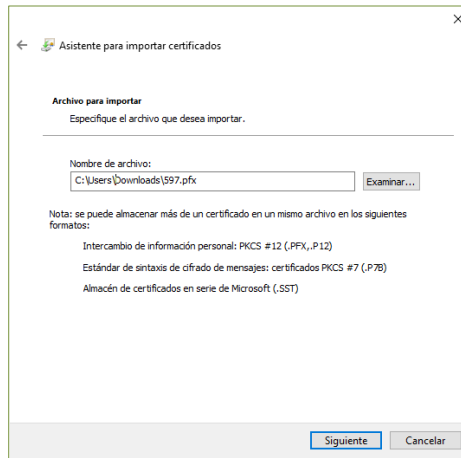 Asistente para importar certificados
Archivo para importar
Especifique el archivo que desea importar.
Nombre de archivo:
C:\Users\Downloads\597.pfx
Examinar...
Nota: se puede almacenar más de un certificado en un mismo archivo en los siguientes
formatos:
Intercambio de información personal: PKCS #12 (.PFX,.P12)
Estándar de sintaxis de cifrado de mensajes: certificados PKCS #7 (.P7B)
Almacén de certificados en serie de Microsoft (.SST)
Siguiente
Cancelar